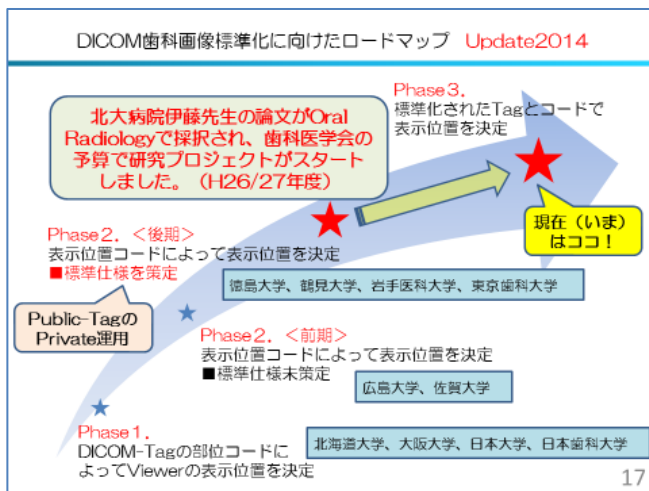 DICOM歯科画像標準化に向けたロードマップ Update2014
Phase3.
標準化されたTagとコードで
表示位置を決定
北大病院伊藤先生の論文がOral
Radiologyで採択され、歯科医学会の
予算で研究プロジェクトがスタート
しました。（H26/27年度）
現在（いま）
はココ！
Phase2. ＜後期＞
表示位置コードによって表示位置を決定
■標準仕様を策定
徳島大学、鶴見大学、岩手医科大学、東京歯科大学
Public-Tagの
Private運用
Phase2. ＜前期＞
表示位置コードによって表示位置を決定
■標準仕様未策定
広島大学、佐賀大学
Phase1.
DICOM-Tagの部位コードに
よってViewerの表示位置を決定
北海道大学、大阪大学、日本大学、日本歯科大学
17